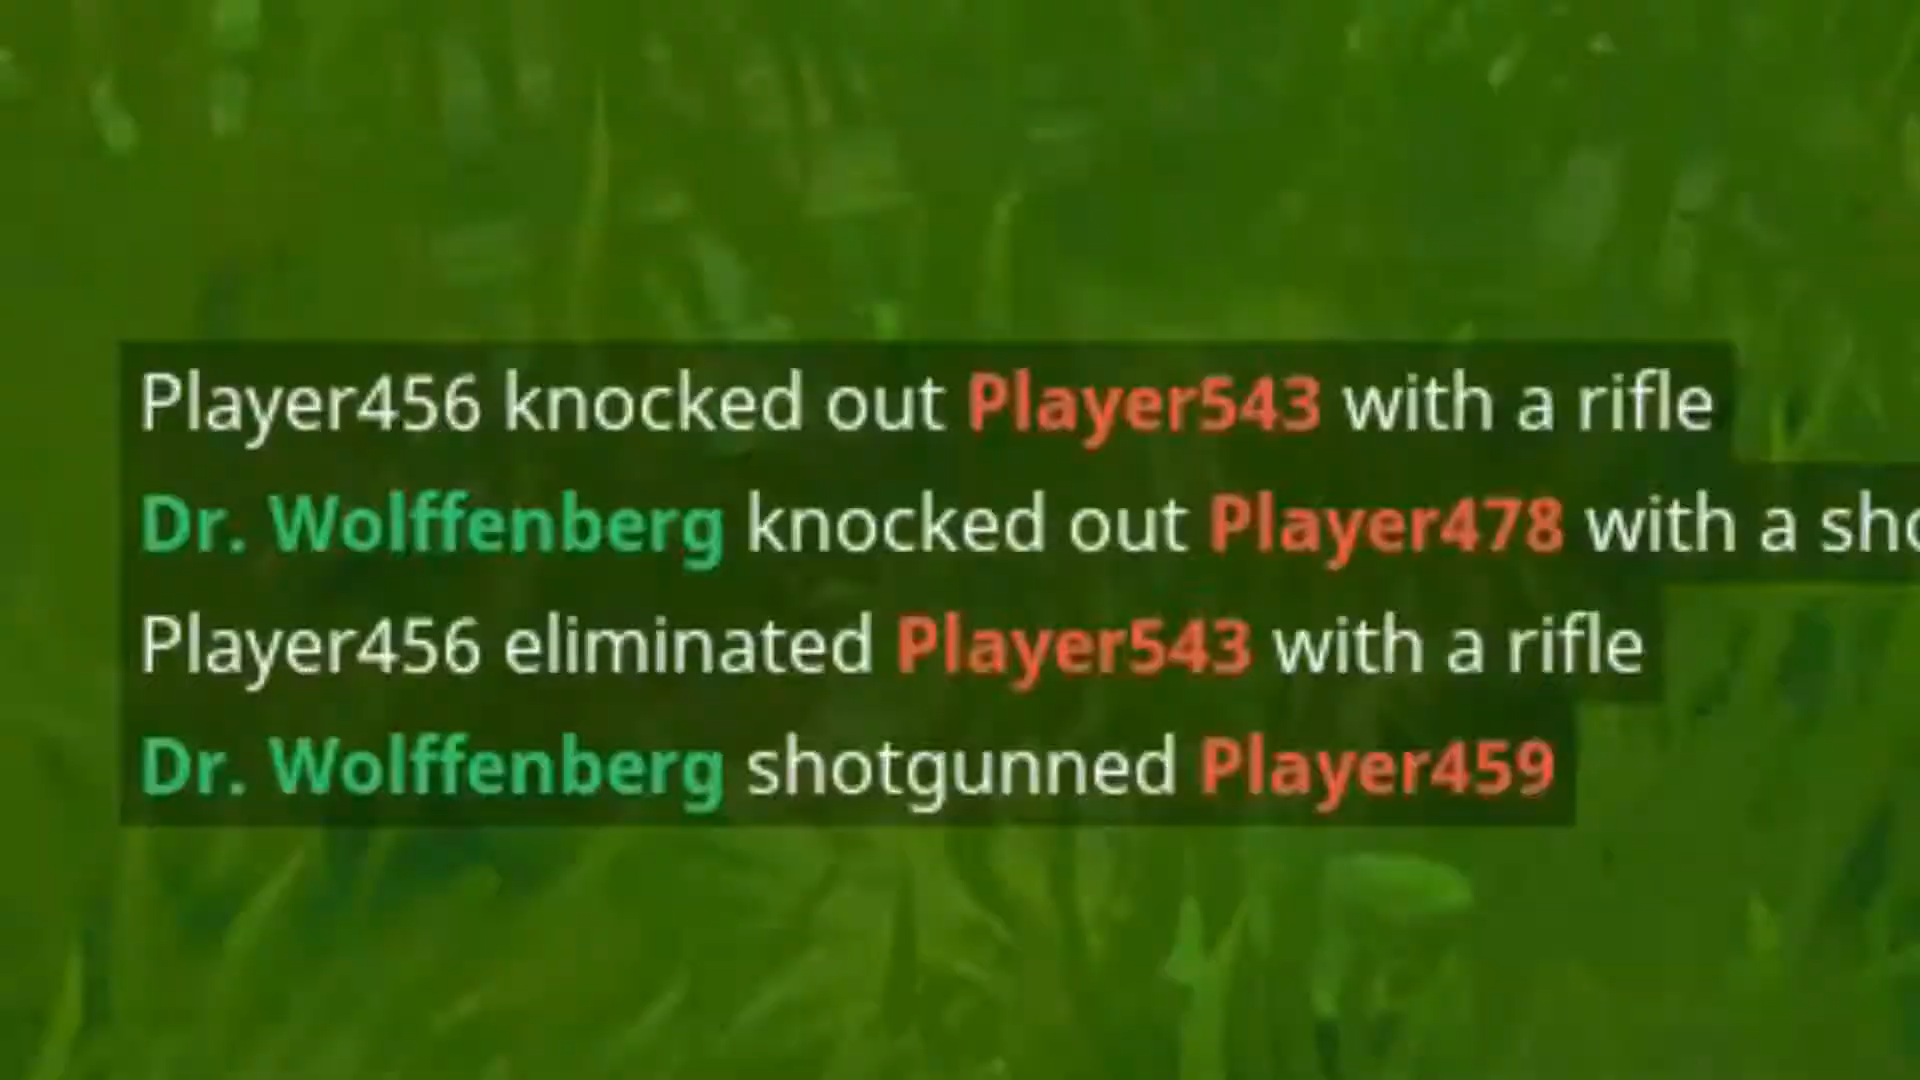 Player456 knocked out Player543 with a rifle
Dr. Wolffenberg knocked out Player478 with a
Player456 eliminated Player543 with a rifle
Dr. Wolffenberg shotgunned Player459